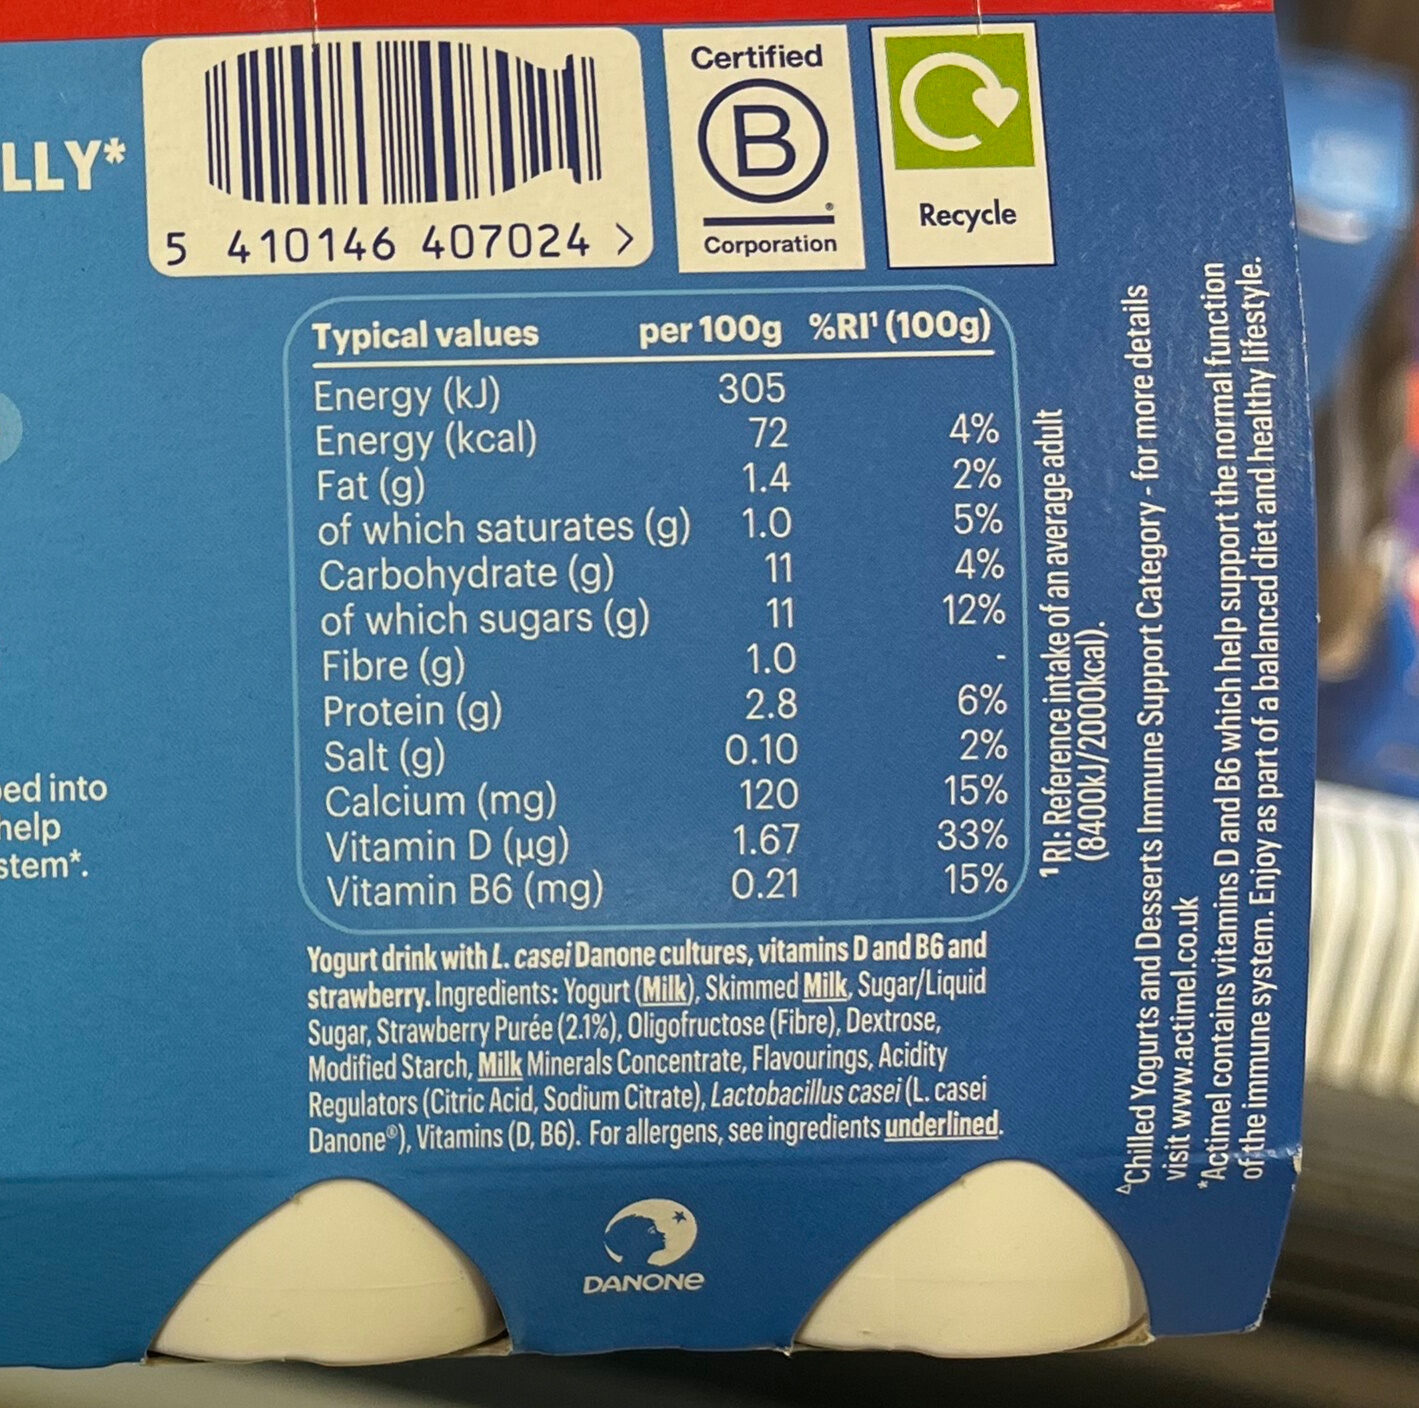 LLY*
5 410146 407024 >
Certified
B
®
Corporation
Recycle
Typical values per 100g %RI¹ (100g)
Energy (kJ) 305
Energy (kcal) 72 4%
Fat (g) 1.4 2%
of which saturates (g) 1.0 5%
Carbohydrate (g) 11 4%
of which sugars (g) 11 12%
Fibre (g) 1.0 -
Protein (g) 2.8 6%
Salt (g) 0.10 2%
Calcium (mg) 120 15%
Vitamin D (µg) 1.67 33%
Vitamin B6 (mg) 0.21 15%
¹RI: Reference intake of an average adult
(8400kJ/2000kcal).
ᐞChilled Yogurts and Desserts Immune Support Category - for more details
visit www.actimel.co.uk
*Actimel contains vitamins D and B6 which help support the normal function
of the immune system. Enjoy as part of a balanced diet and healthy lifestyle.
into
help
stem*.
Yogurt drink with L. casei Danone cultures, vitamins D and B6 and
strawberry. Ingredients: Yogurt (Milk), Skimmed Milk, Sugar/Liquid
Sugar, Strawberry Purée (2.1%), Oligofructose (Fibre), Dextrose,
Modified Starch, Milk Minerals Concentrate, Flavourings, Acidity
Regulators (Citric Acid, Sodium Citrate), Lactobacillus casei (L. casei
Danone®), Vitamins (D, B6). For allergens, see ingredients underlined.
DANONE